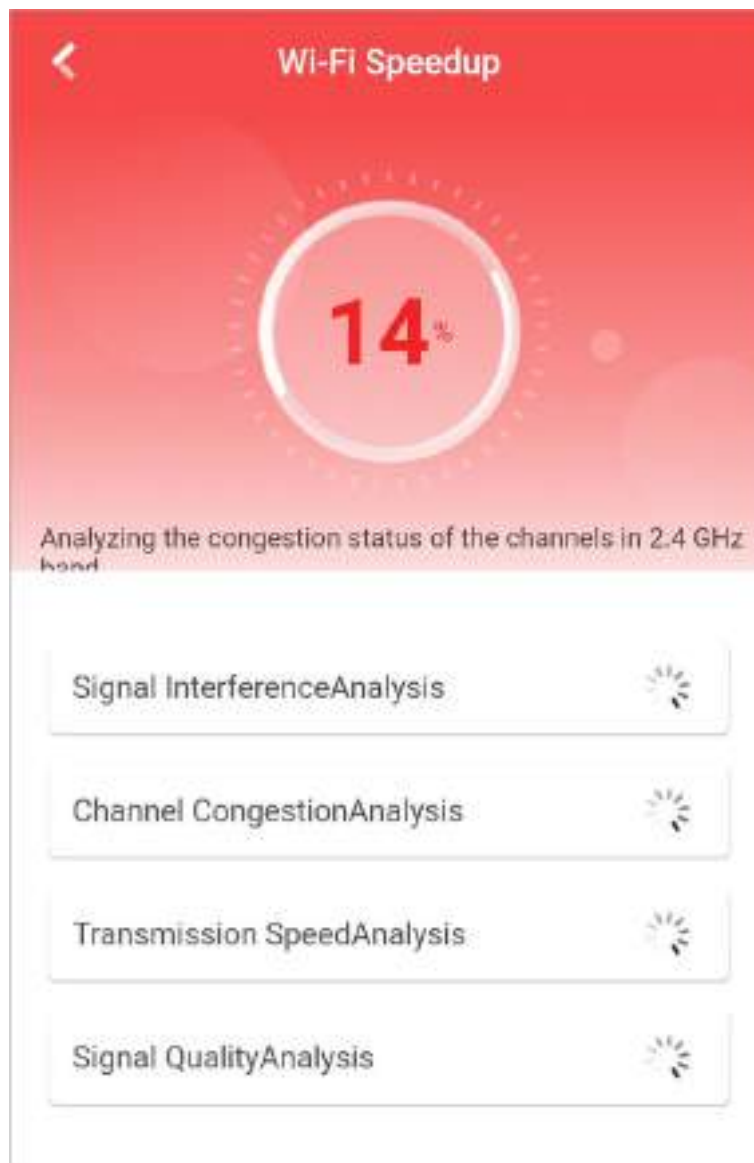 Wi-Fi Speedup
14%
Analyzing the congestion status of the channels in 2.4 GHz
band
Signal InterferenceAnalysis
Channel CongestionAnalysis
Transmission SpeedAnalysis
Signal QualityAnalysis